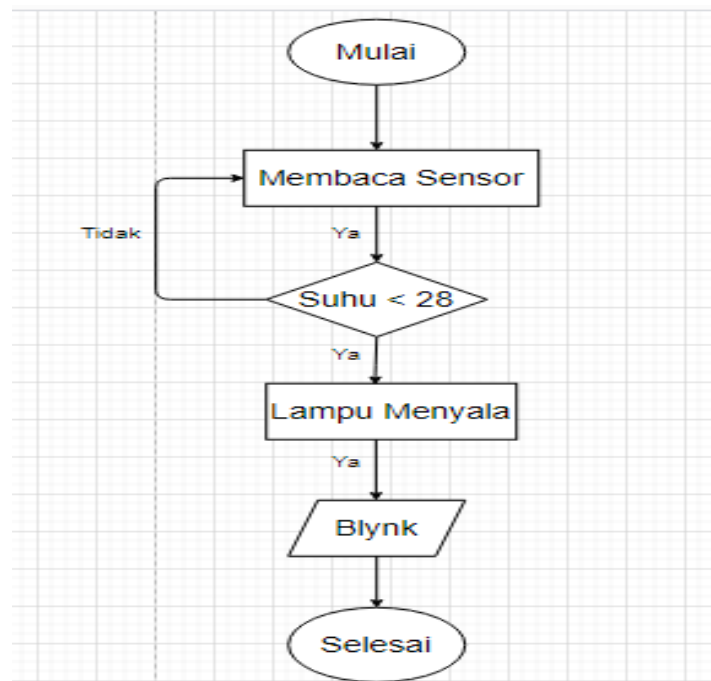 Mulai
Membaca Sensor
Tidak
Ya
Suhu < 28
Ya
Lampu Menyala
Ya
Blynk
Selesai